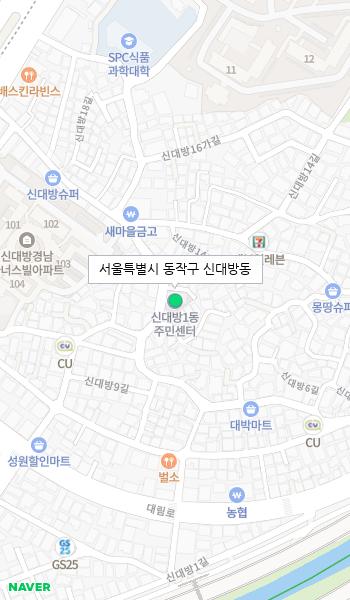 SPC식품
과학대학
11
12
배스킨라빈스
신대방18길
신대방16가길
신대방14길
신대방슈퍼
101
102
새마을금고
신대방경남
너스빌아파트
103
104
7
서울특별시 동작구 신대방동
몽땅슈퍼
신대방1동
주민센터
CU
CU
신대방9길
신대방6길
대박마트
CU
CU
성원할인마트
벌소
대림로
농협
GS
25
GS25
신대방1길
NAVER